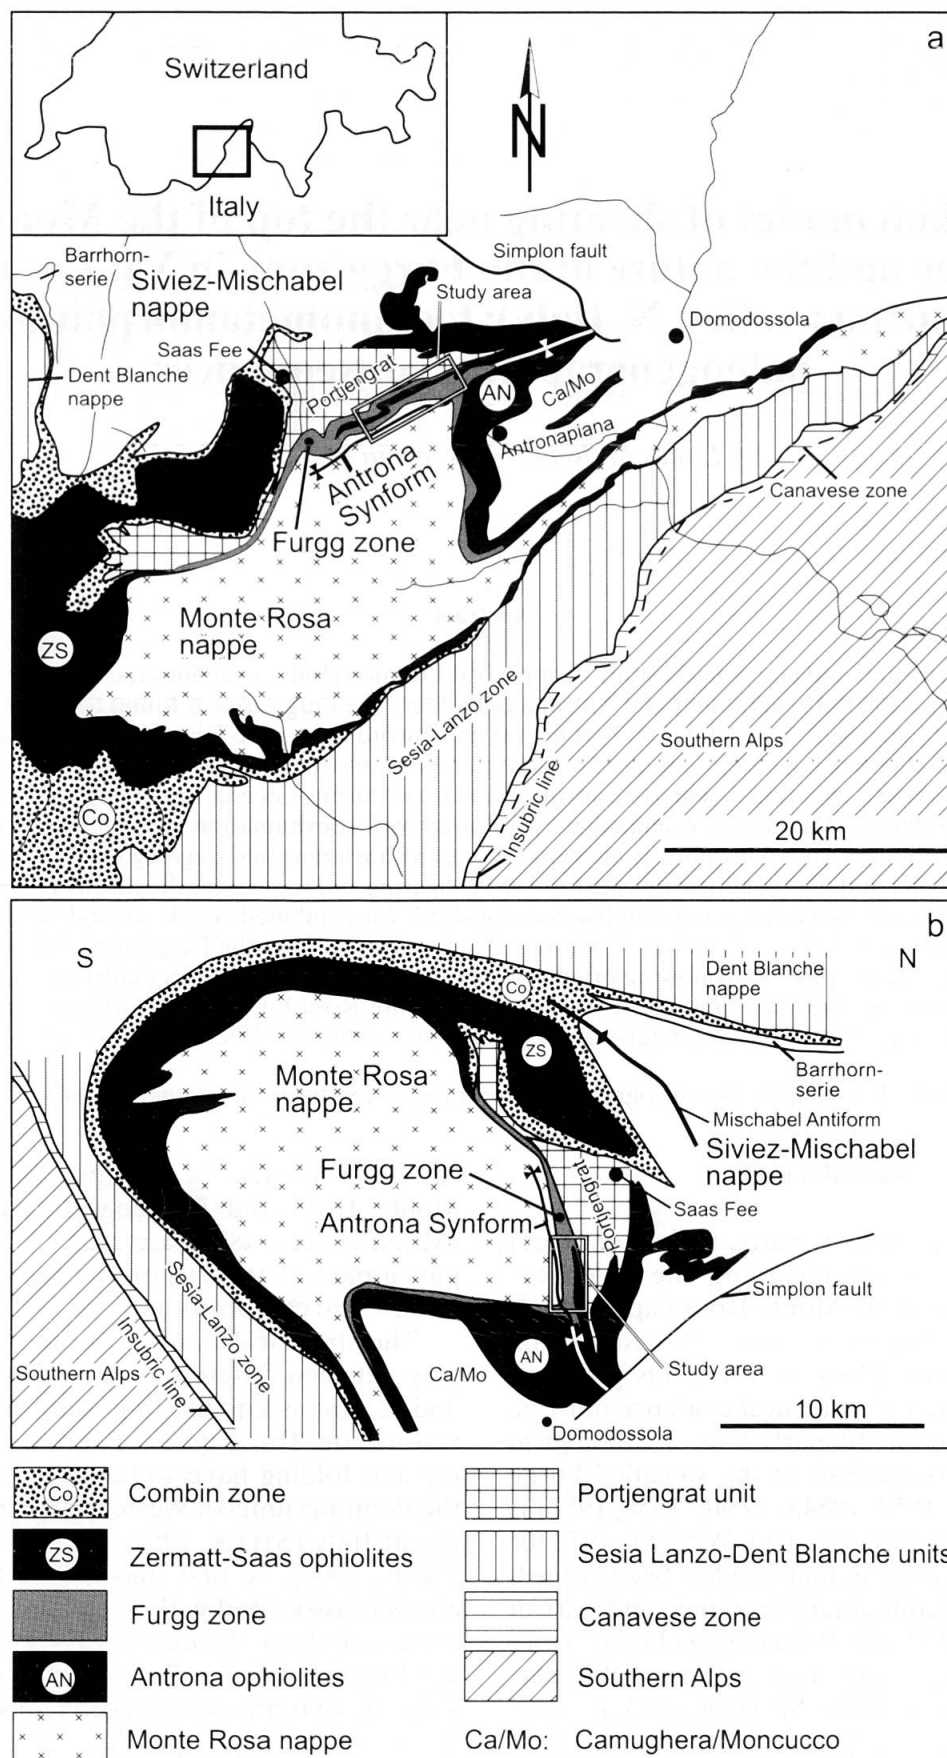 a
Switzerland
Italy
N
Barrhorn-
serie
Siviez-Mischabel
nappe
Simplon fault
Study area
Saas Fee
Domodossola
Dent Blanche
nappe
Portjengrat
AN
Ca/Mo
Antronapiana
Antrona
Synform
Canavese zone
Furgg zone
Monte Rosa
nappe
ZS
Sesia-Lanzo zone
Southern Alps
Co
Insubric line
20 km
b
S
N
Co
Dent Blanche
nappe
ZS
Barrhorn-
serie
Monte Rosa
nappe
Mischabel Antiform
Siviez-Mischabel
nappe
Furgg zone
Portjengrat
Saas Fee
Antrona Synform
Simplon fault
Sesia-Lanzo zone
Insubric line
Southern Alps
Ca/Mo
AN
Study area
10 km
Domodossola
Co Combin zone
ZS Zermatt-Saas ophiolites
Furgg zone
AN Antrona ophiolites
Monte Rosa nappe
Portjengrat unit
Sesia Lanzo-Dent Blanche units
Canavese zone
Southern Alps
Ca/Mo: Camughera/Moncucco